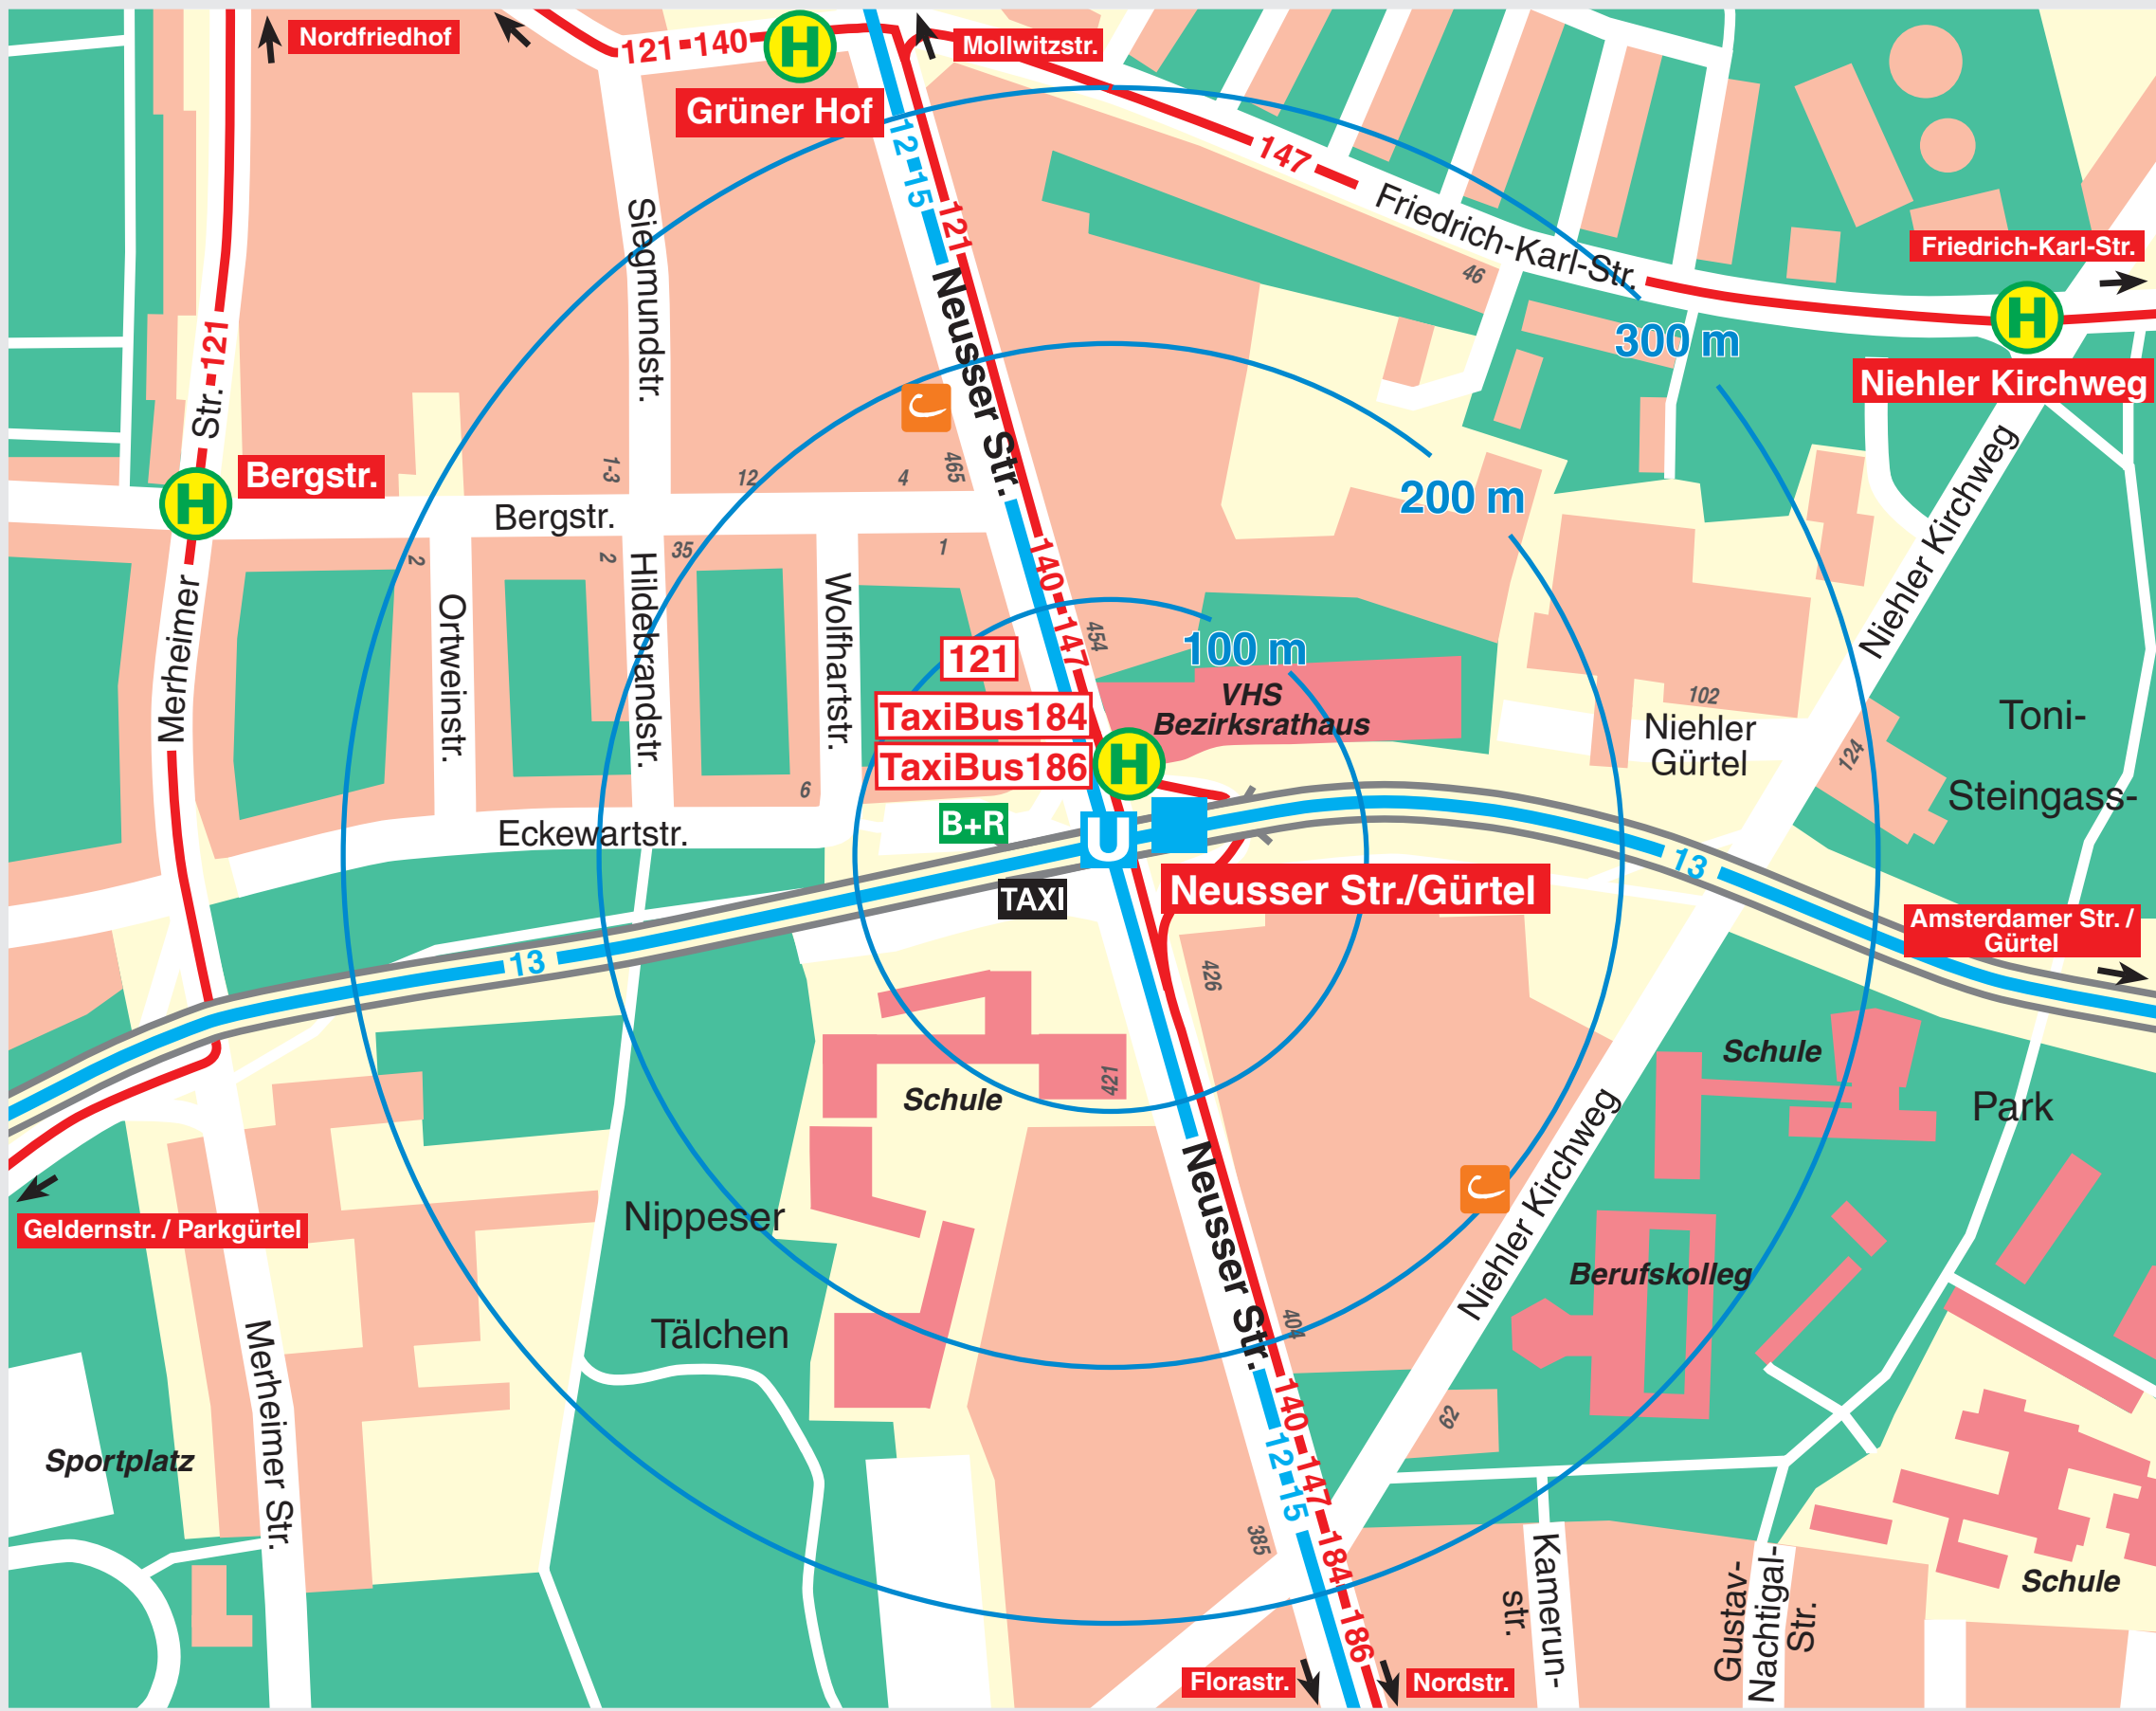 Nordfriedhof
121 140
H
Grüner Hof
Mollwitzstr.
12 15
121
147
Friedrich-Karl-Str.
46
Friedrich-Karl-Str.
H
Niehler Kirchweg
300 m
200 m
100 m
Siegmundstr.
Neusser Str.
Str. 121
H
Bergstr.
1-3
12
4
465
Bergstr.
2
2
35
1
Merheimer
Ortweinstr.
Hildebrandstr.
Wolfhartstr.
6
140 147
454
121
TaxiBus184
TaxiBus186
H
VHS
Bezirksrathaus
B+R
U
TAXI
Neusser Str./Gürtel
Eckewartstr.
13
13
102
Niehler
Gürtel
124
Niehler Kirchweg
Toni-
Steingass-
Park
Amsterdamer Str. /
Gürtel
426
421
Schule
Schule
Nippeser
Tälchen
Neusser Str.
404
Niehler Kirchweg
Berufskolleg
Geldernstr. / Parkgürtel
Merheimer Str.
Sportplatz
62
140 147 184 186
12 15
385
Kamerun-
str.
Gustav-
Nachtigal-
Str.
Schule
Florastr.
Nordstr.